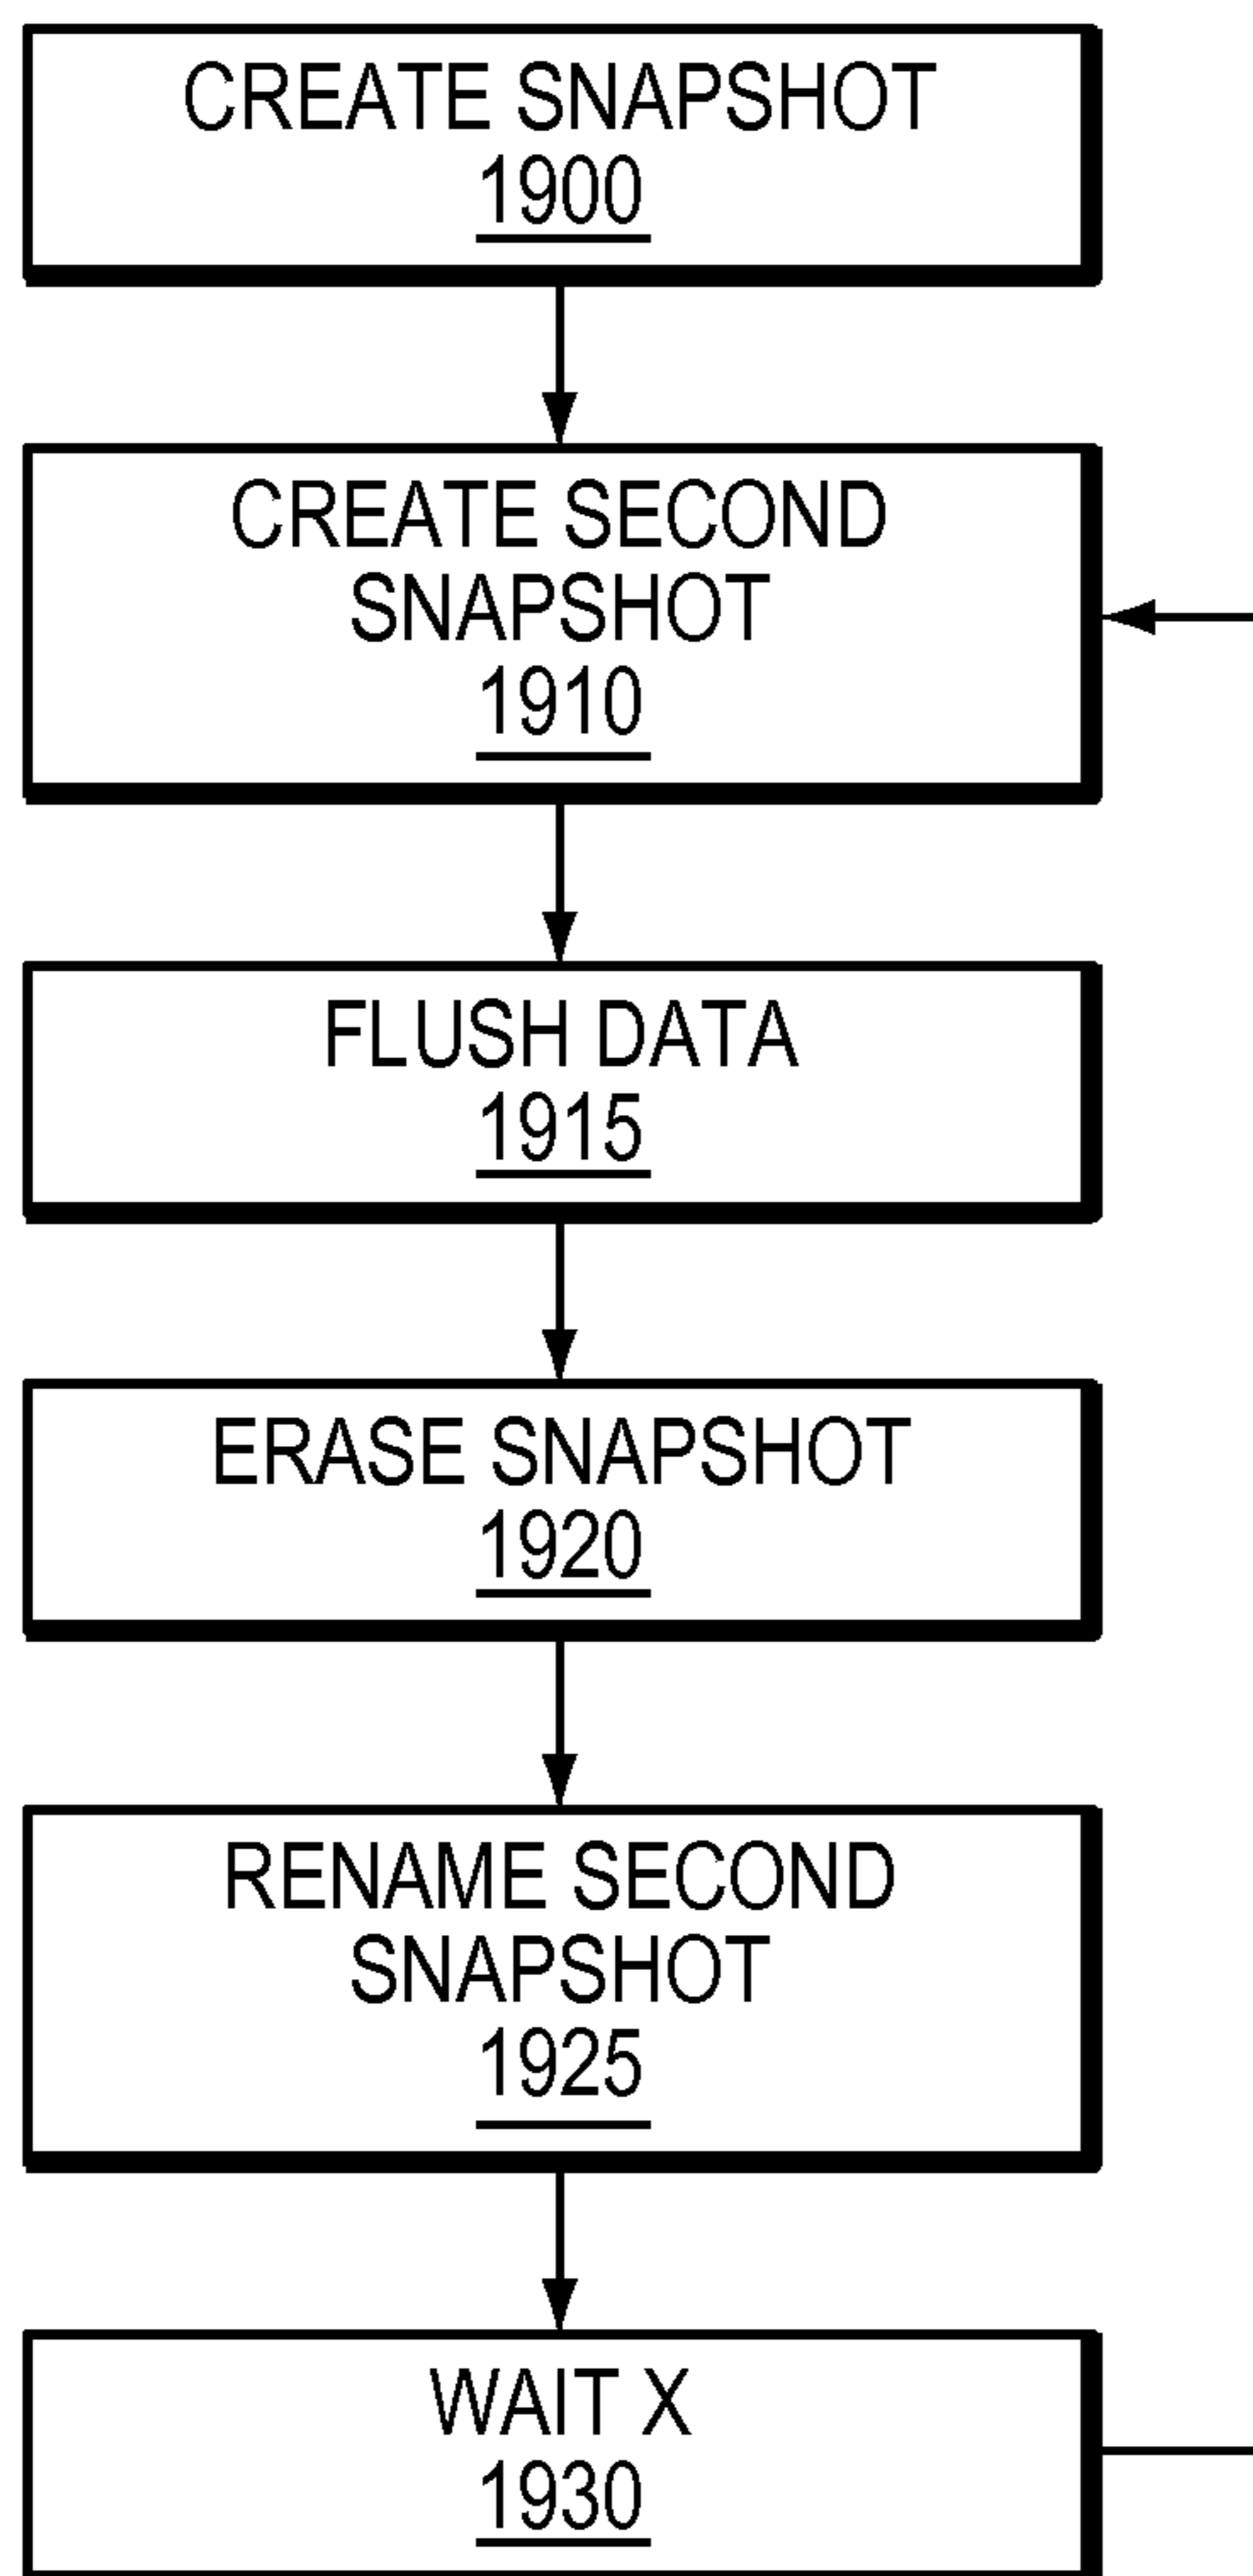 CREATE SNAPSHOT
1900
CREATE SECOND
SNAPSHOT
1910
FLUSH DATA
1915
ERASE SNAPSHOT
1920
RENAME SECOND
SNAPSHOT
1925
WAIT X
1930